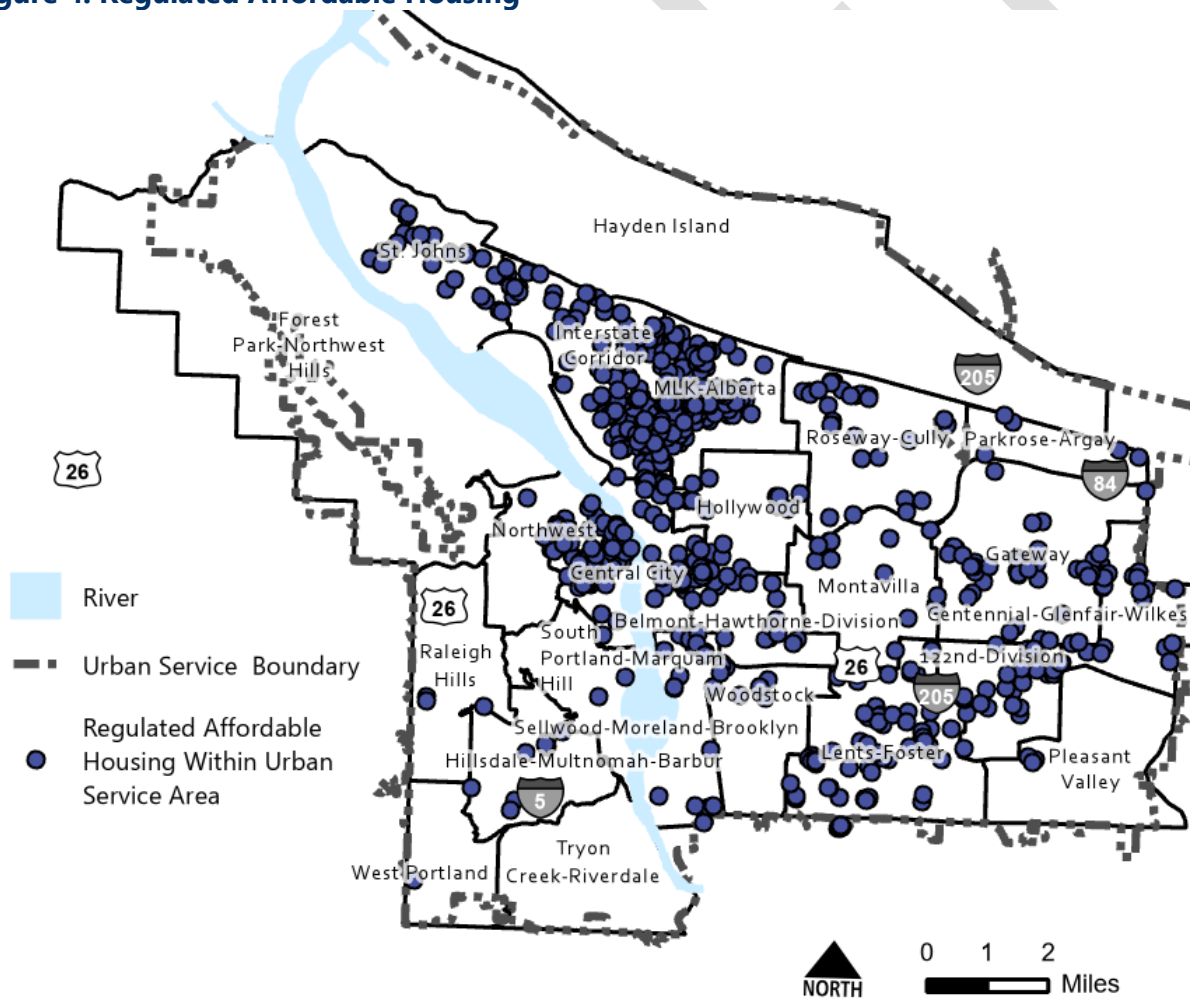 Figure 4. Regulated Affordable Housing
Hayden Island
St. Johns
Forest
Park-Northwest
Hills
Interstate
Corridor
MLK-Alberta
205
Roseway-Cully
Parkrose-Argay
26
84
Hollywood
Northwest
Gateway
Central City
Montavilla
River
26
Belmont-Hawthorne-Division
Centennial-Glenfair-Wilkes
South
Portland-Marquam
Hill
Raleigh
Hills
26
122nd-Division
Urban Service Boundary
205
Woodstock
Sellwood-Moreland-Brooklyn
Regulated Affordable
Housing Within Urban
Service Area
Hillsdale-Multnomah-Barbur
Lents-Foster
Pleasant
Valley
5
Tryon
Creek-Riverdale
West Portland
0 1 2
Miles
NORTH